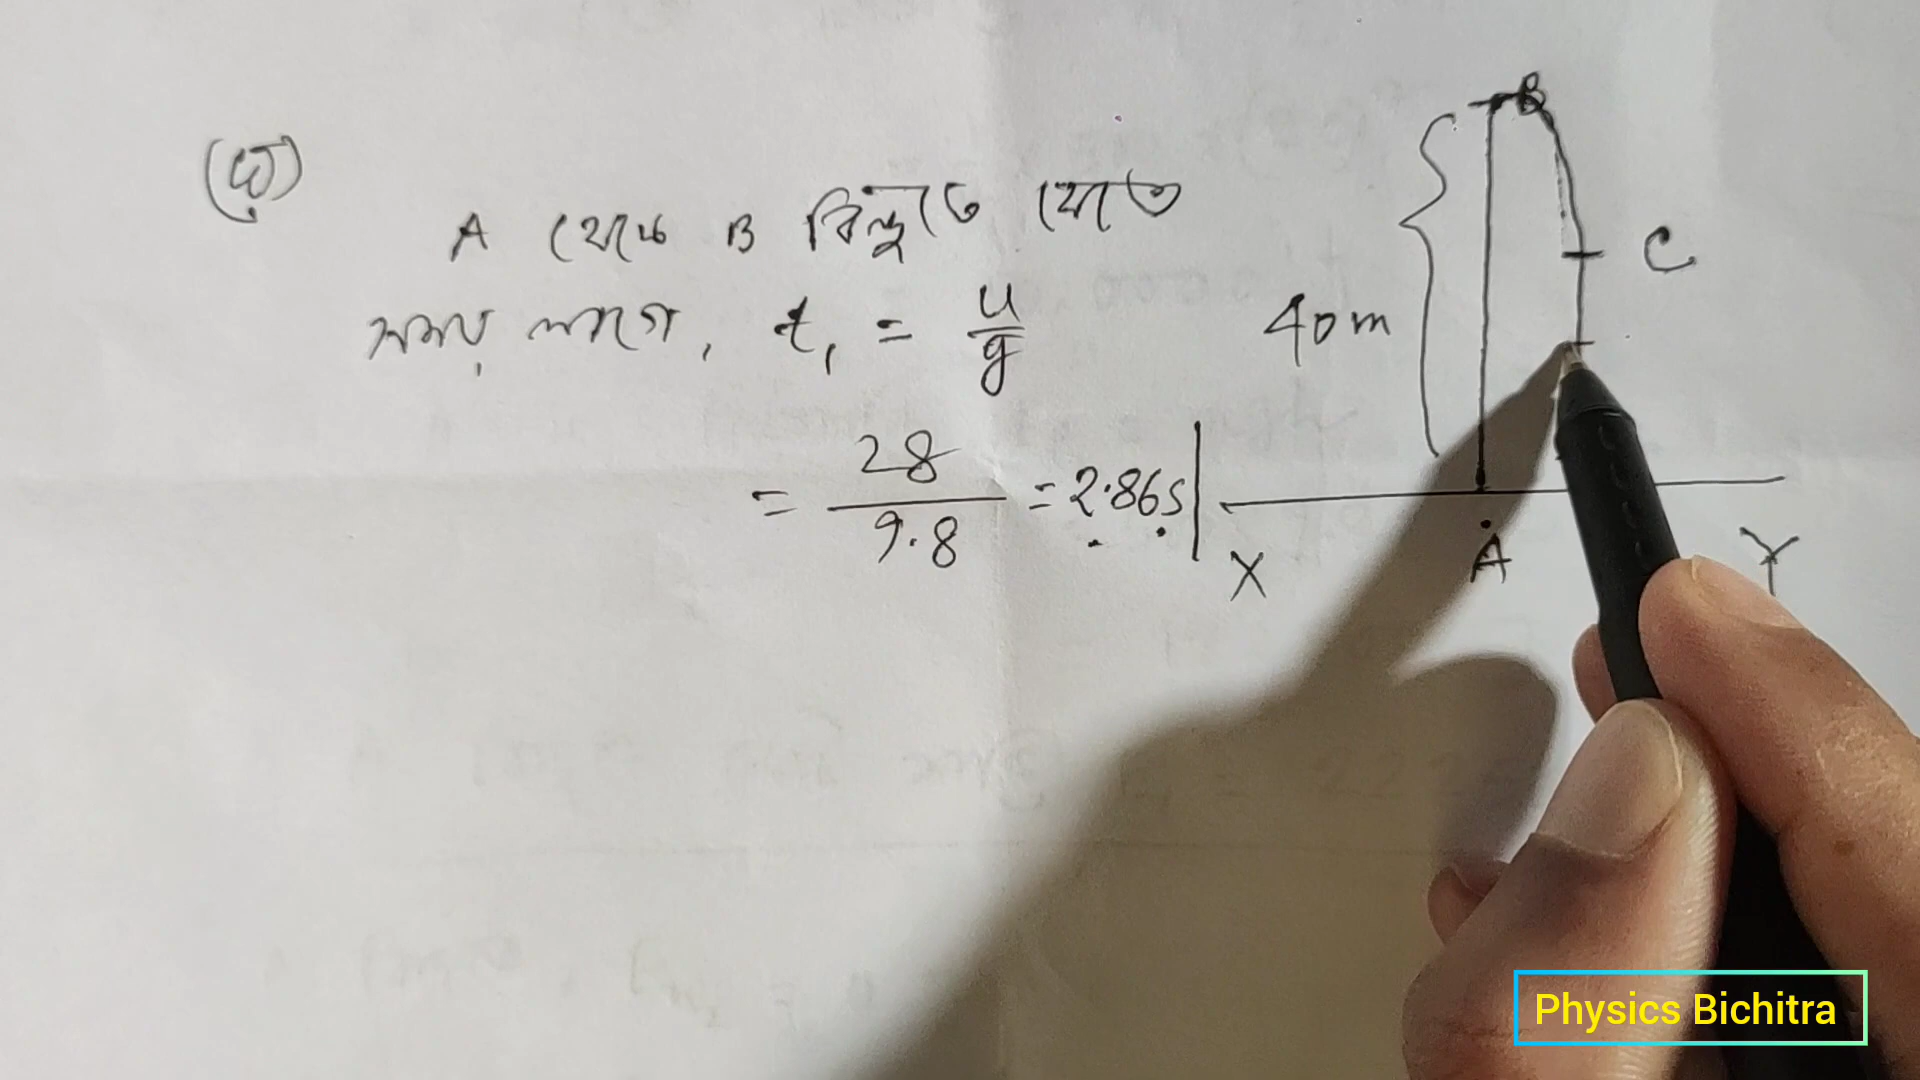 (ঘ)
A থেকে B বিন্দুতে যেতে
সময় লাগে, t₁ = u/g
= 28/9.8 = 2.86s
B
C
40m
X A Y
Physics Bichitra